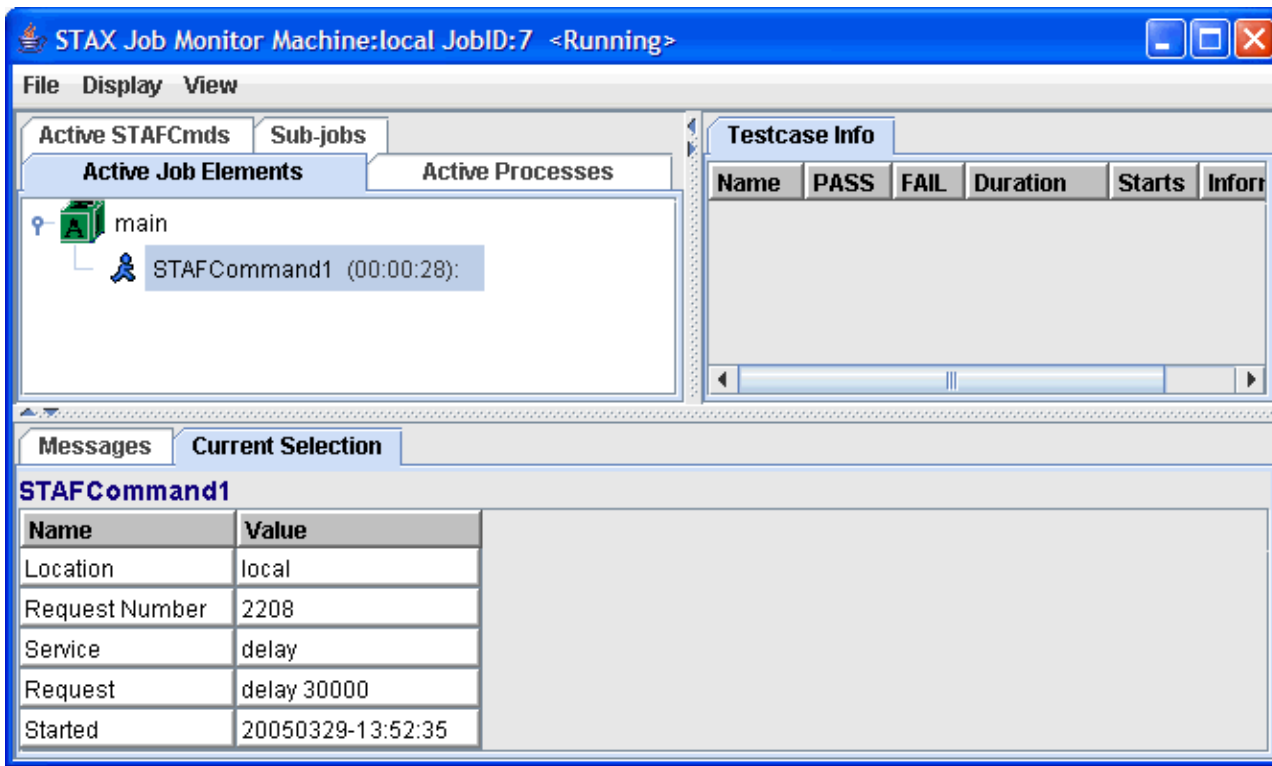 STAX Job Monitor Machine:local JobID:7 <Running>
File Display View
Active STAFCmds Sub-jobs
Active Job Elements Active Processes
main
STAFCommand1 (00:00:28):
Testcase Info
Name PASS FAIL Duration Starts Inforr
Messages Current Selection
STAFCommand1
Name Value
Location local
Request Number 2208
Service delay
Request delay 30000
Started 20050329-13:52:35